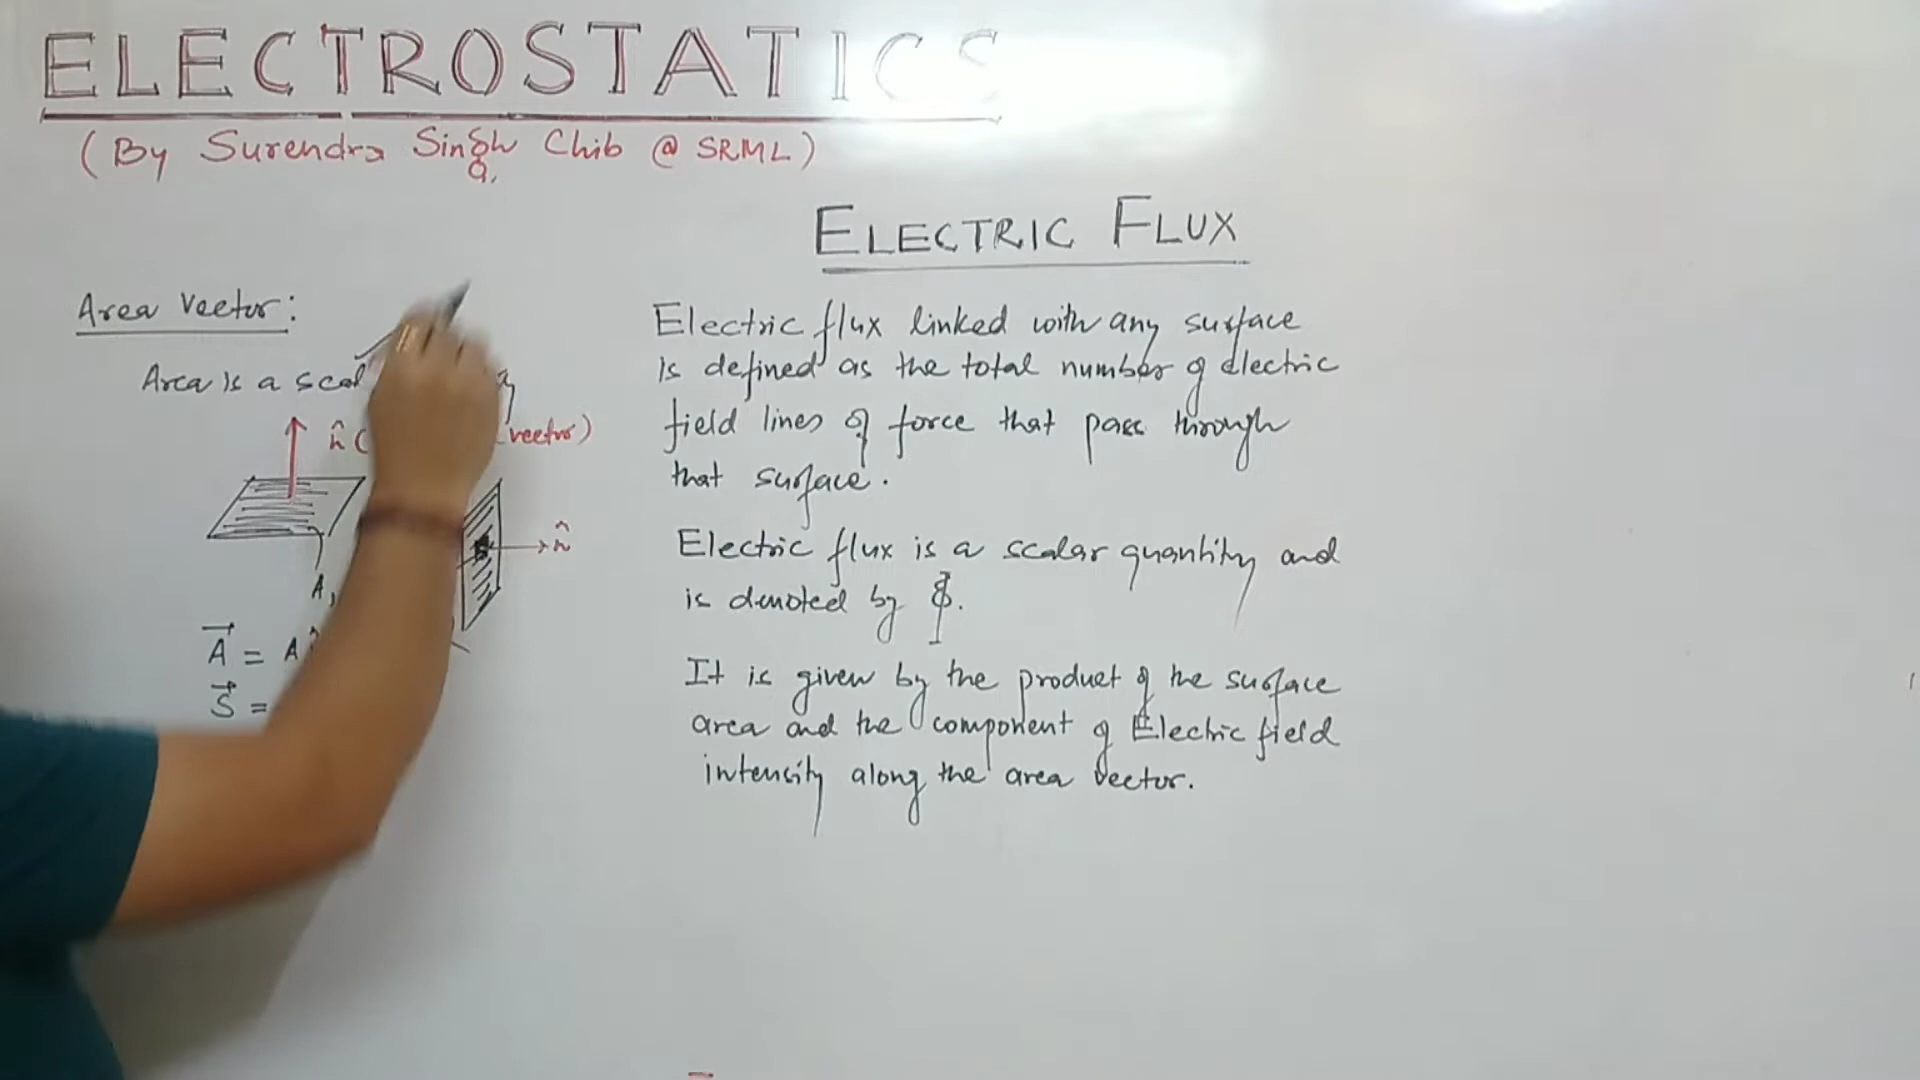 ELECTROSTATICS
(By Surendra Singh Chib @ SRML)
ELECTRIC FLUX
Area Vector:
Area is a scal
n̂ ( vector)
n̂
A,
A⃗ = A
S⃗ =
Electric flux linked with any surface
is defined as the total number of electric
field lines of force that pass through
that surface.
Electric flux is a scalar quantity and
is denoted by ϕ.
It is given by the product of the surface
area and the component of Electric field
intensity along the area vector.